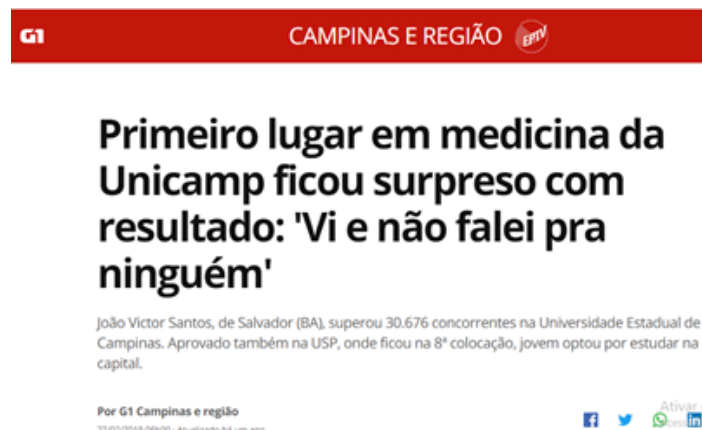 G1 CAMPINAS E REGIÃO EPTV
Primeiro lugar em medicina da
Unicamp ficou surpreso com
resultado: 'Vi e não falei pra
ninguém'
João Victor Santos, de Salvador (BA), superou 30.676 concorrentes na Universidade Estadual de
Campinas. Aprovado também na USP, onde ficou na 8ª colocação, jovem optou por estudar na
capital.
Ativar
Por G1 Campinas e região